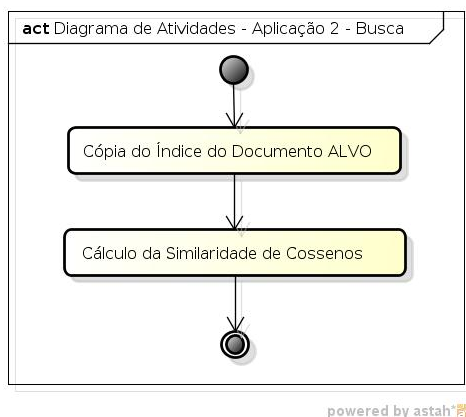 act Diagrama de Atividades - Aplicação 2 - Busca
Cópia do Índice do Documento ALVO
Cálculo da Similaridade de Cossenos
powered by astah*